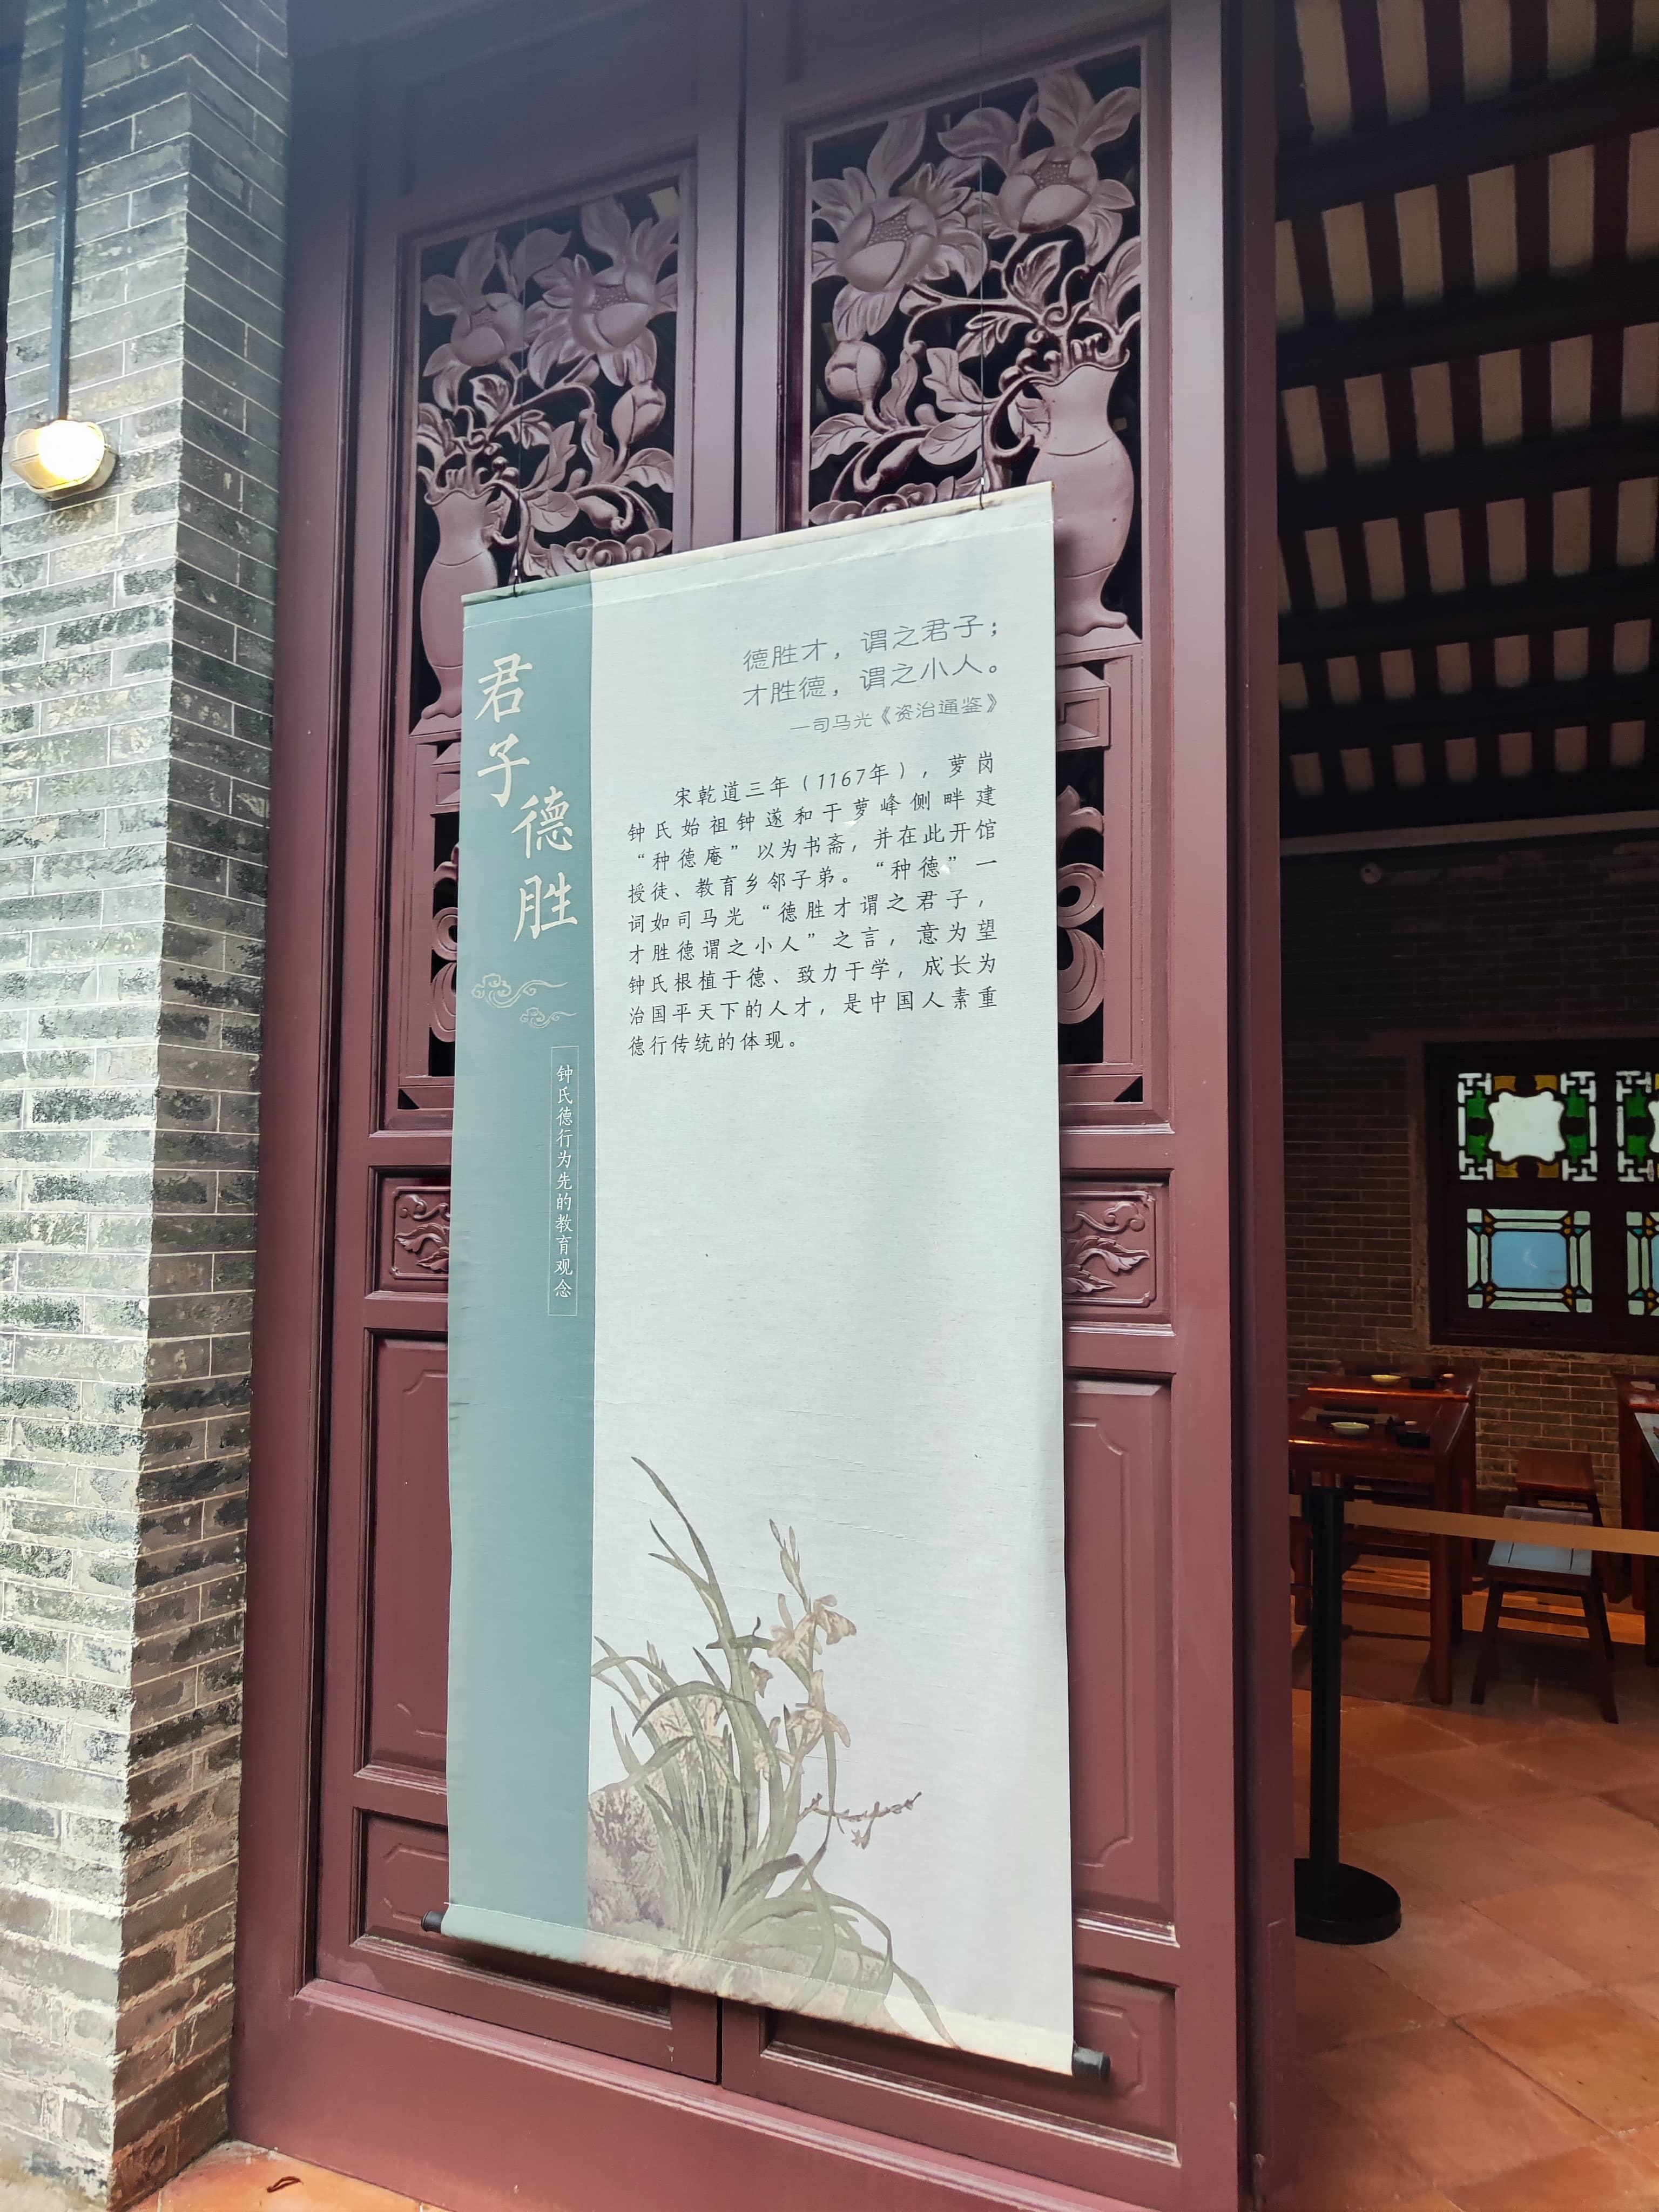 君子德胜
钟氏德行为先的教育观念
德胜才，谓之君子；
才胜德，谓之小人。
—司马光《资治通鉴》
宋乾道三年（1167年），萝岗
钟氏始祖钟遂和于萝峰侧畔建
“种德庵”以为书斋，并在此开馆
授徒、教育乡邻子弟。“种德”一
词如司马光“德胜才谓之君子，
才胜德谓之小人”之言，意为望
钟氏根植于德、致力于学，成长为
治国平天下的人才，是中国人素重
德行传统的体现。